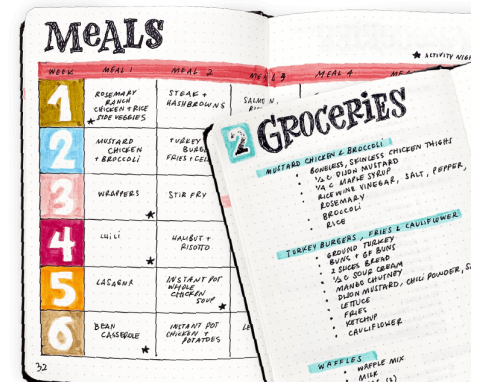 MEALS
★ ACTIVITY NIGH
WEEK MEAL 1 MEAL 2 MEAL 3 MEAL 4
1
ROSEMARY
RANCH
CHICKEN + RICE
★ SIDE VEGGIES
STEAK +
HASHBROWNS
SALMON,
2
MUSTARD
CHICKEN
+ BROCCOLI
TURKEY
BURG
FRIES + CEL
3
WRAPPERS
★
STIR FRY
4
★
HALIBUT +
RISOTTO
5
LASAGNA
INSTANT POT
WHOLE
CHICKEN
SOUP ★
6
BEAN
CASSEROLE
★
INSTANT POT
CHICKEN +
POTATOES
32
2 GROCERIES
MUSTARD CHICKEN & BROCCOLI
• BONELESS, SKINLESS CHICKEN THIGHS
• ½ C DIJON MUSTARD
• ¼ C MAPLE SYRUP
• RICE WINE VINEGAR, SALT, PEPPER,
ROSEMARY
• BROCCOLI
• RICE
TURKEY BURGERS, FRIES & CAULIFLOWER
• GROUND TURKEY
• BUNS + GF BUNS
• 2 SLICES BREAD
• ½ C SOUR CREAM
• MANGO CHUTNEY
• DIJON MUSTARD, CHILI POWDER,
• LETTUCE
• FRIES
• KETCHUP
• CAULIFLOWER
WAFFLES
• WAFFLE MIX
• MILK